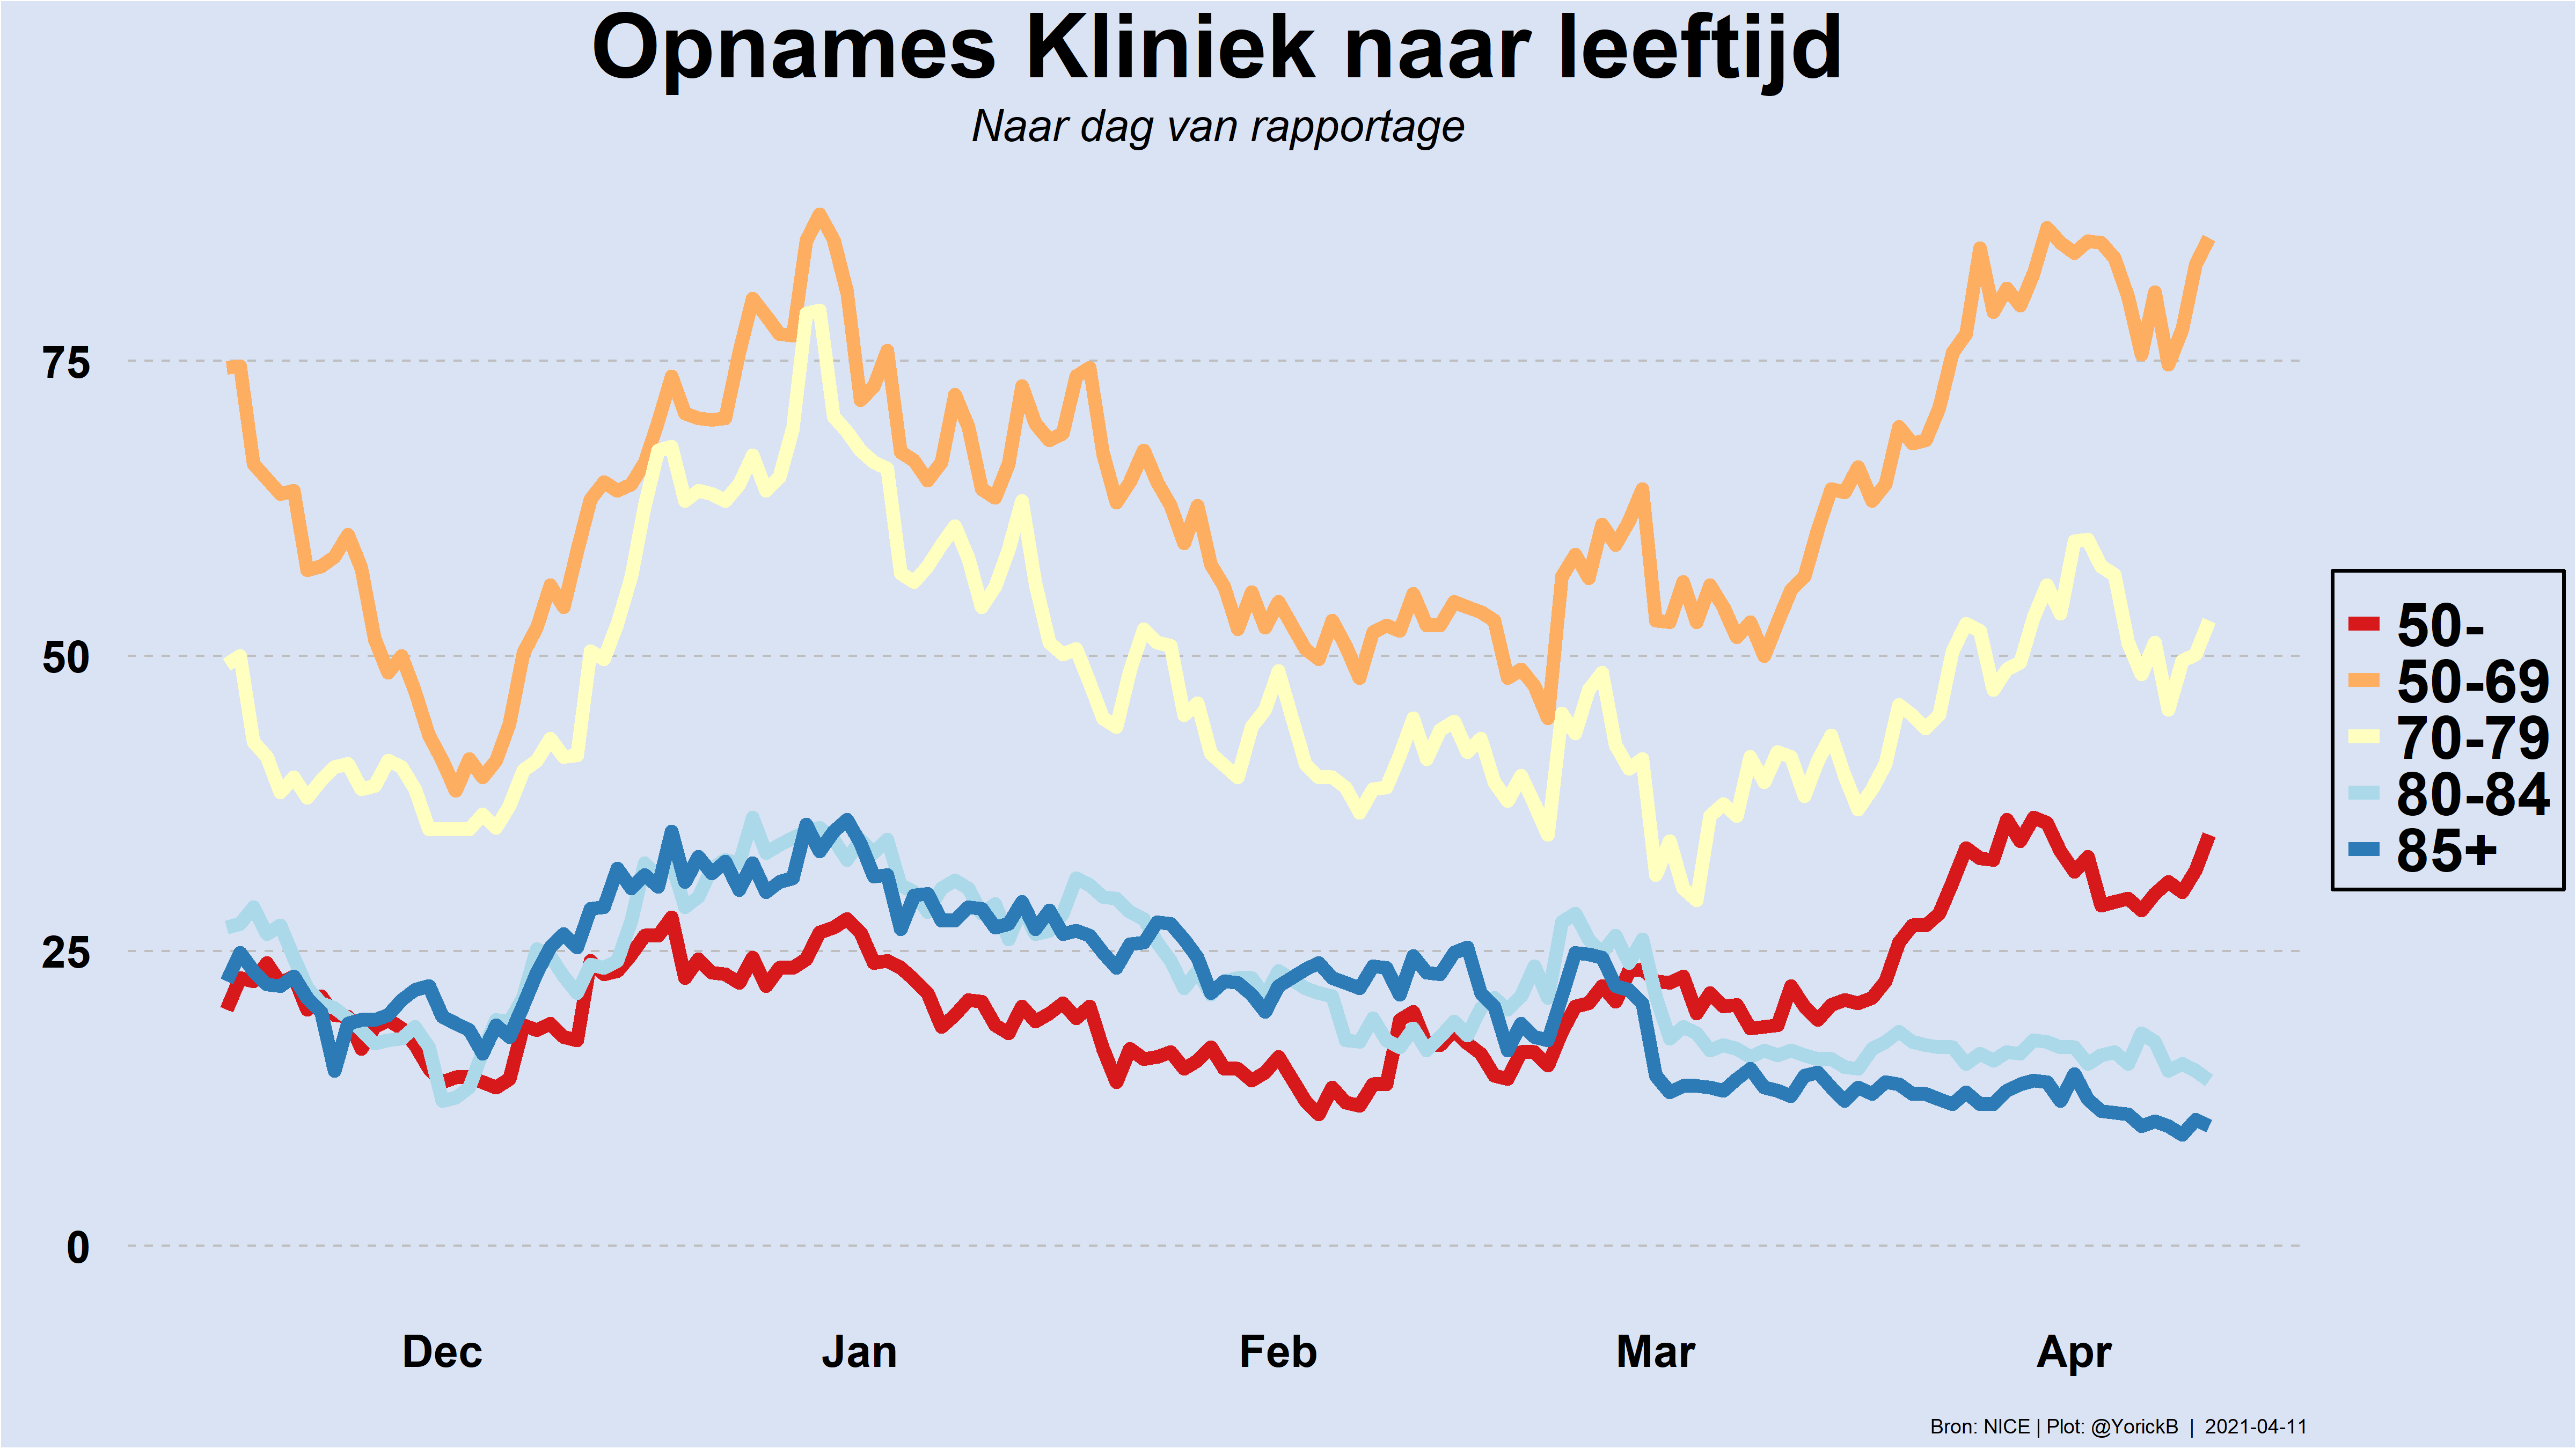 Opnames Kliniek naar leeftijd
Naar dag van rapportage
75
50
25
0
50-
50-69
70-79
80-84
85+
Dec Jan Feb Mar Apr
Bron: NICE | Plot: @YorickB | 2021-04-11